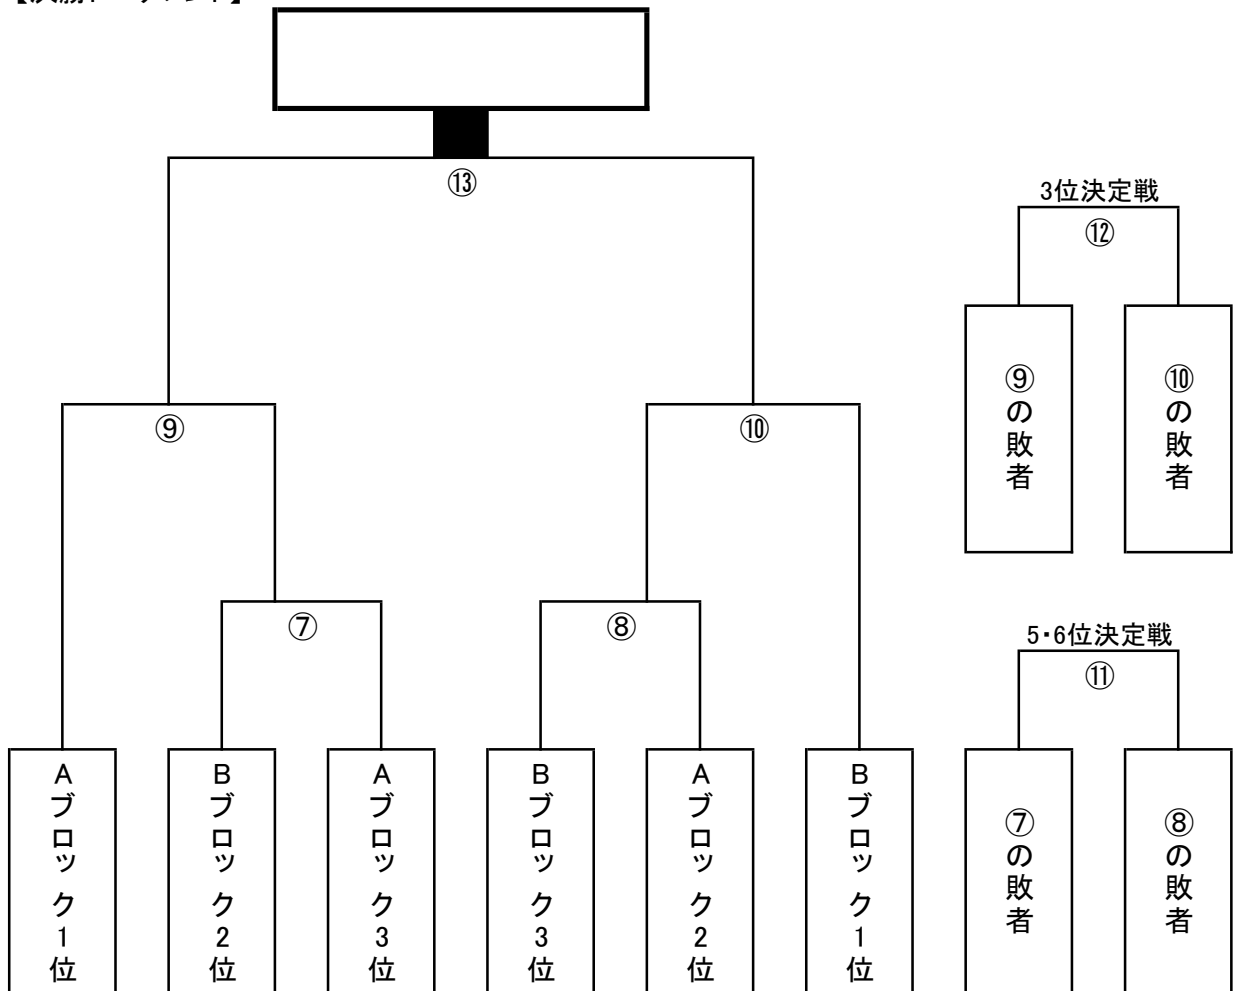 ⑬
3位決定戦
⑫
⑨の敗者
⑩の敗者
⑨
⑩
⑦
⑧
5・6位決定戦
⑪
Aブロック1位
Bブロック2位
Aブロック3位
Bブロック3位
Aブロック2位
Bブロック1位
⑦の敗者
⑧の敗者